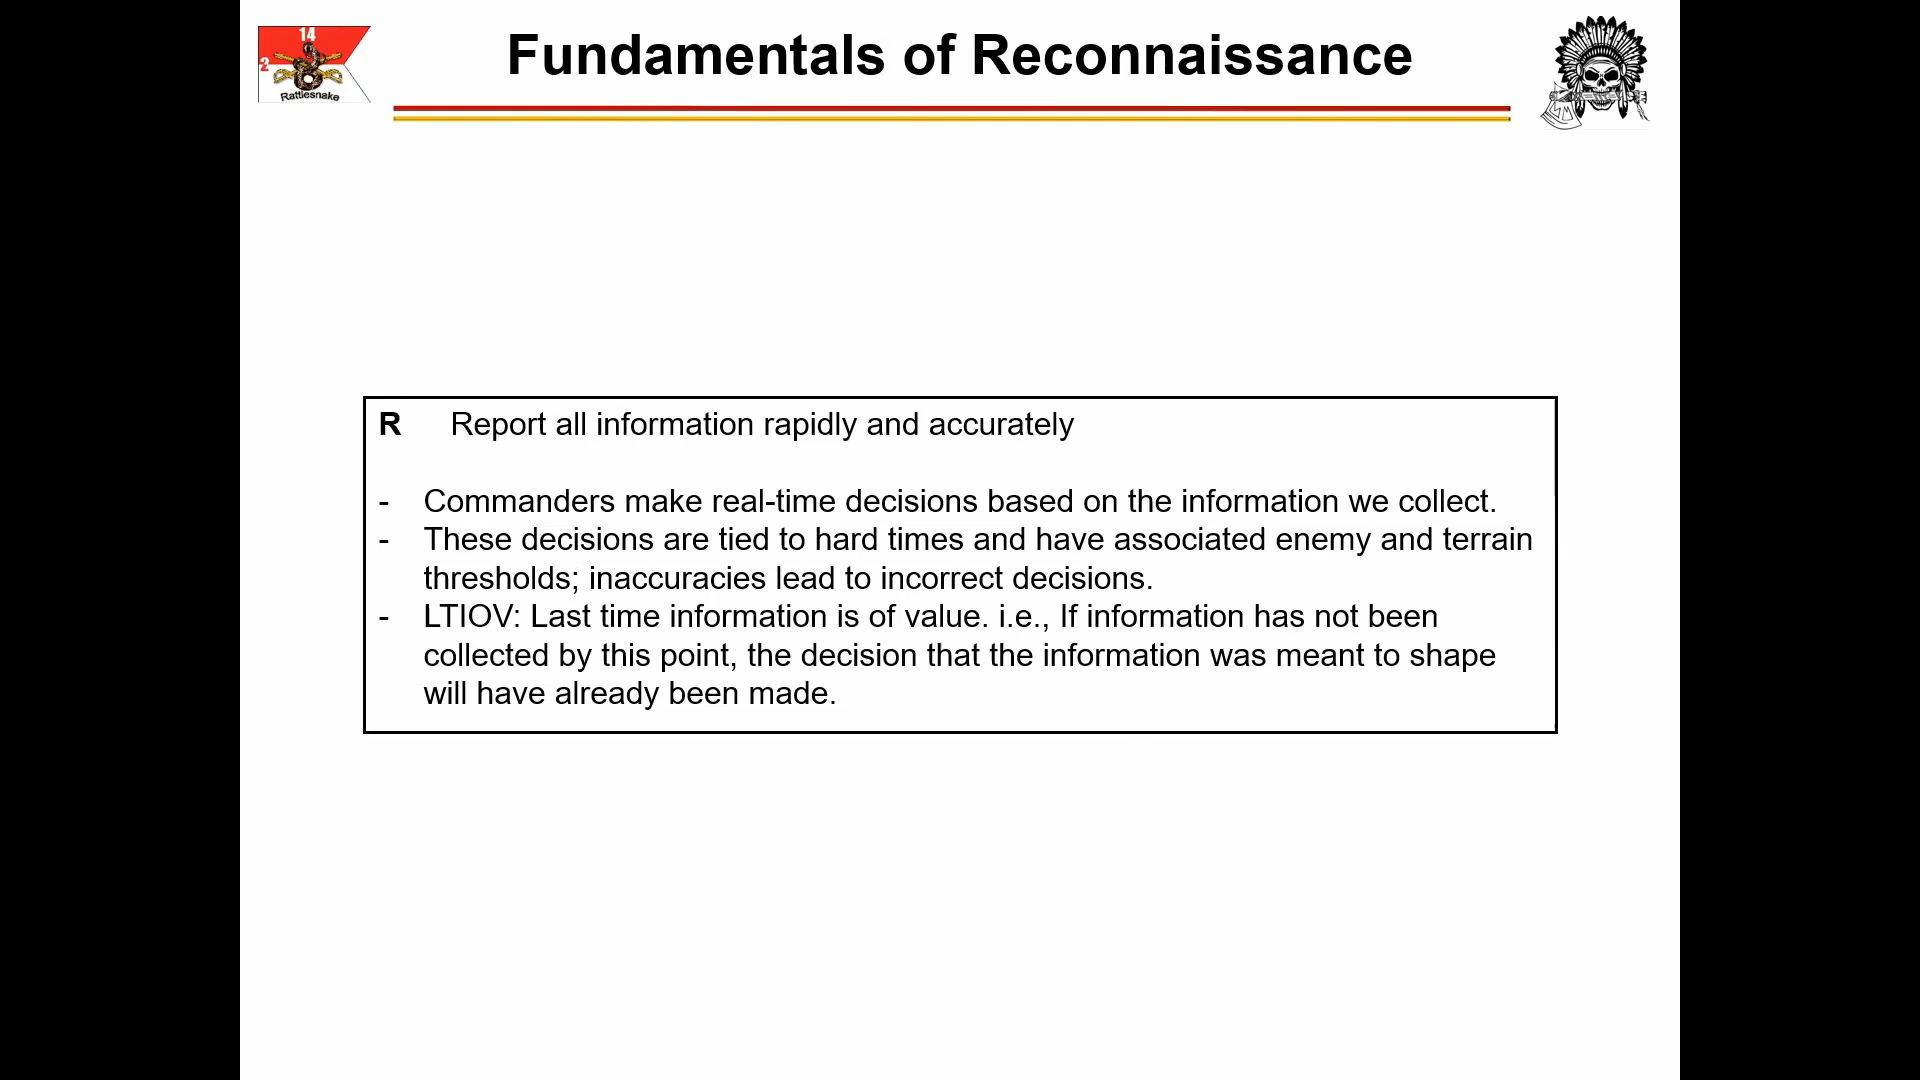 14
Fundamentals of Reconnaissance
2
Rattlesnake
R Report all information rapidly and accurately
- Commanders make real-time decisions based on the information we collect.
- These decisions are tied to hard times and have associated enemy and terrain
thresholds; inaccuracies lead to incorrect decisions.
- LTIOV: Last time information is of value. i.e., If information has not been
collected by this point, the decision that the information was meant to shape
will have already been made.